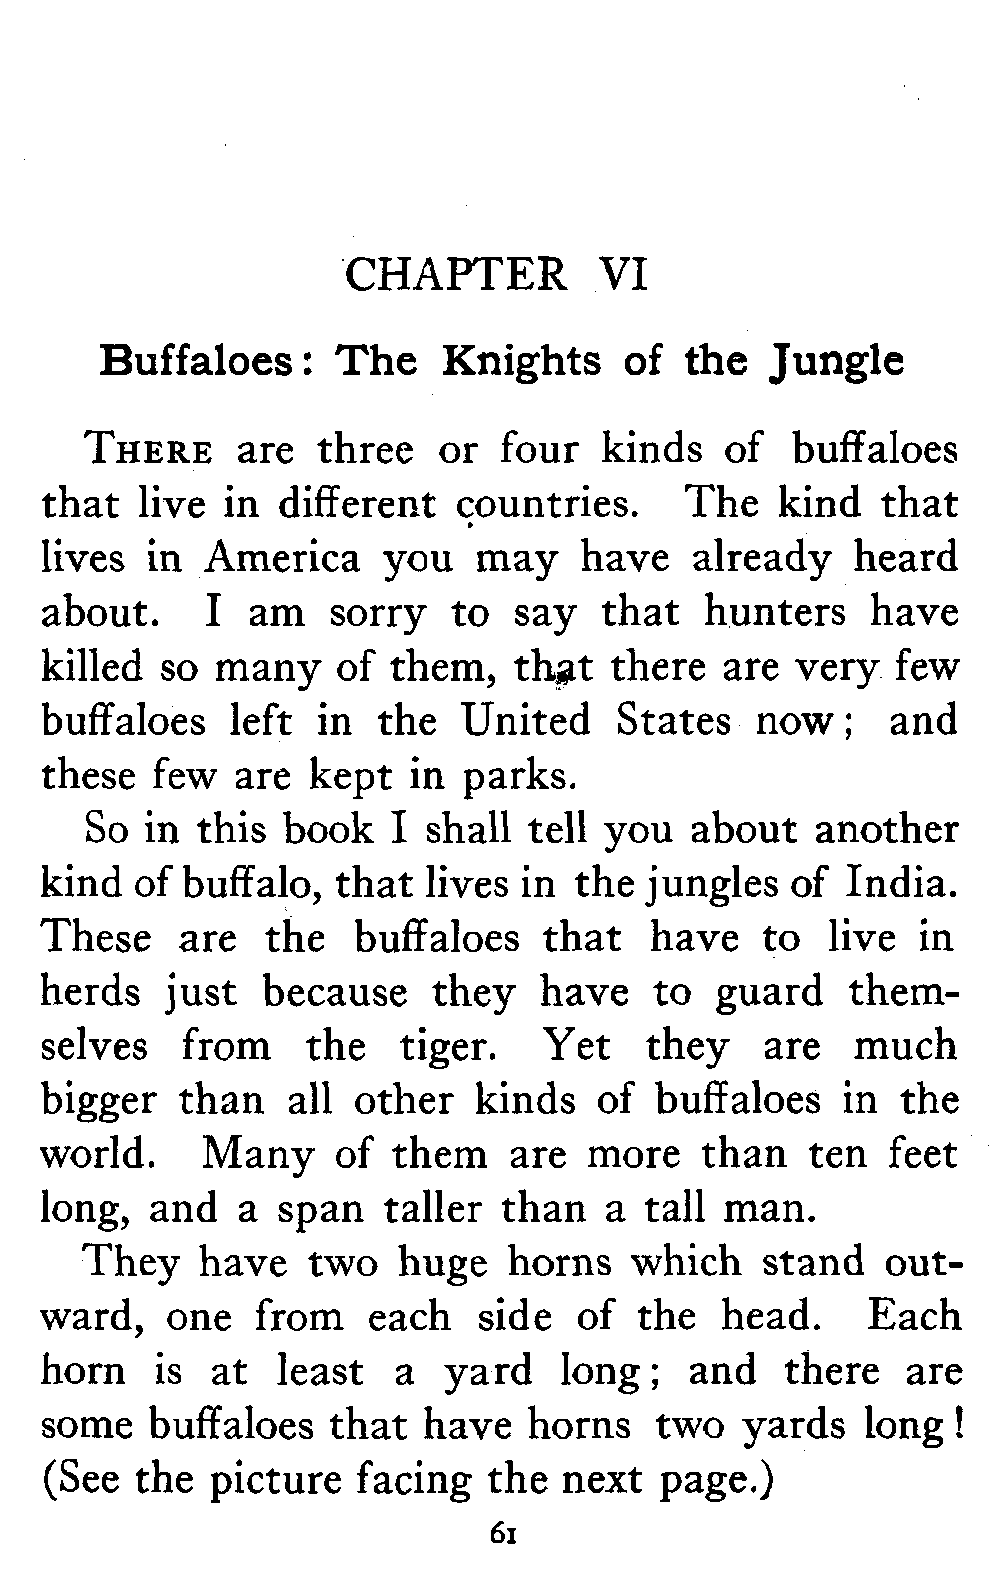 CHAPTER VI
Buffaloes: The Knights of the Jungle
THERE are three or four kinds of buffaloes
that live in different countries. The kind that
lives in America you may have already heard
about. I am sorry to say that hunters have
killed so many of them, that there are very few
buffaloes left in the United States now; and
these few are kept in parks.
So in this book I shall tell you about another
kind of buffalo, that lives in the jungles of India.
These are the buffaloes that have to live in
herds just because they have to guard them-
selves from the tiger. Yet they are much
bigger than all other kinds of buffaloes in the
world. Many of them are more than ten feet
long, and a span taller than a tall man.
They have two huge horns which stand out-
ward, one from each side of the head. Each
horn is at least a yard long; and there are
some buffaloes that have horns two yards long!
(See the picture facing the next page.)
61